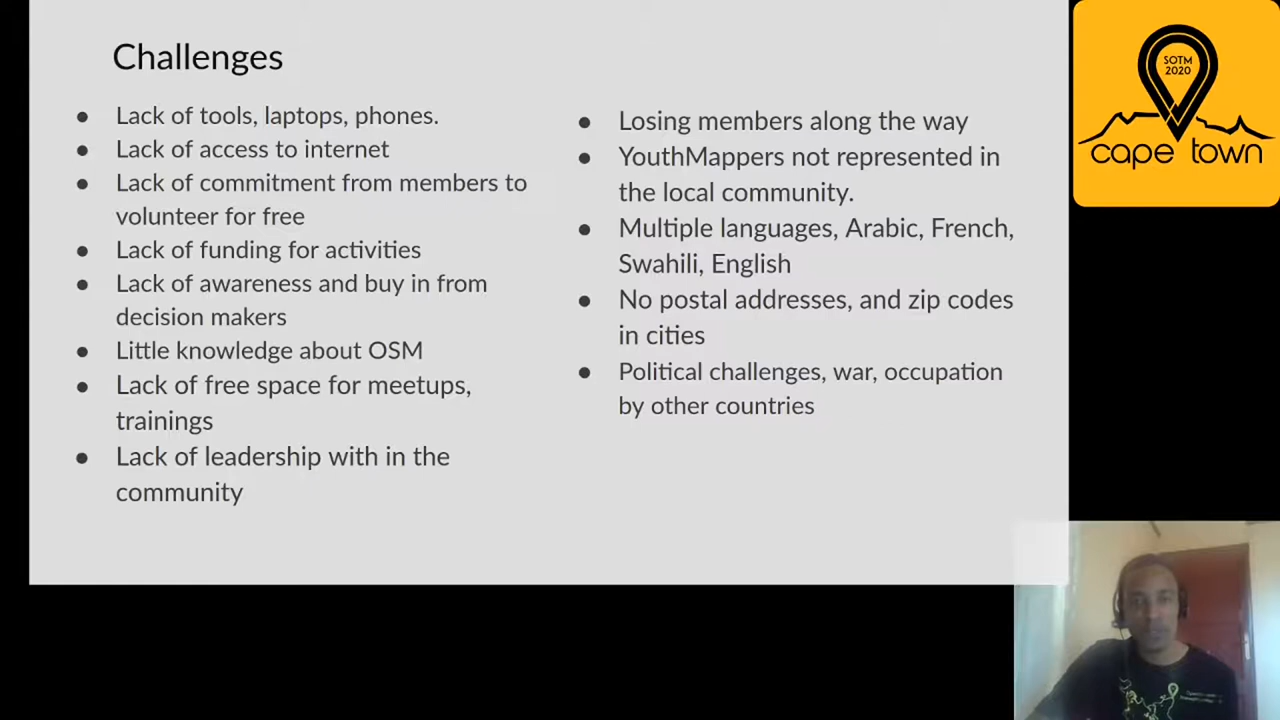 Challenges
● Lack of tools, laptops, phones.
● Lack of access to internet
● Lack of commitment from members to
volunteer for free
● Lack of funding for activities
● Lack of awareness and buy in from
decision makers
● Little knowledge about OSM
● Lack of free space for meetups,
trainings
● Lack of leadership with in the
community
● Losing members along the way
● YouthMappers not represented in
the local community.
● Multiple languages, Arabic, French,
Swahili, English
● No postal addresses, and zip codes
in cities
● Political challenges, war, occupation
by other countries
SOTM
2020
cape town